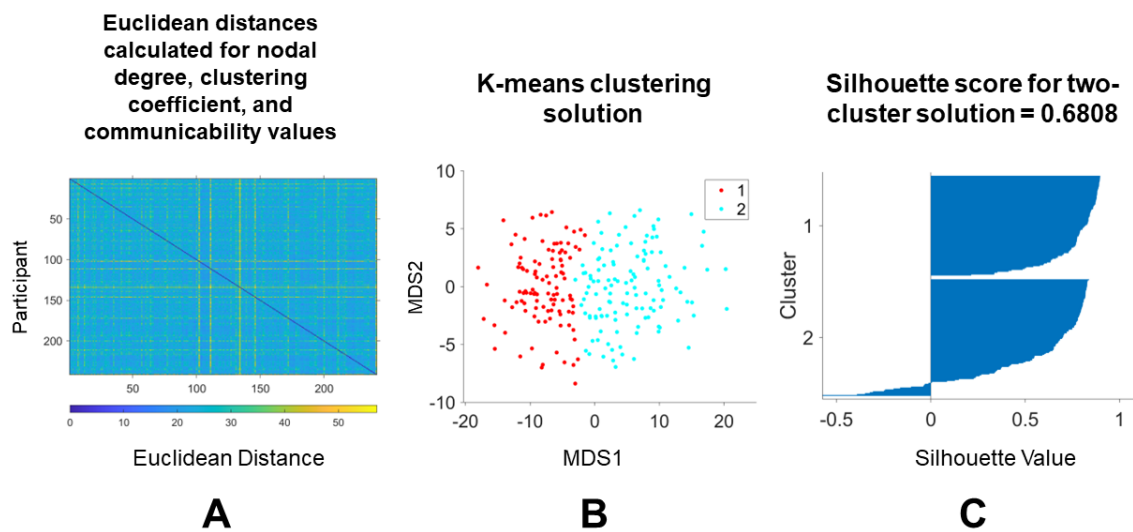 Euclidean distances
calculated for nodal
degree, clustering
coefficient, and
communicability values
Participant
50
100
150
200
50
100
150
200
0
10
20
30
40
50
Euclidean Distance
A
K-means clustering
solution
10
5
0
-5
-10
MDS2
1
2
-20
-10
0
10
20
MDS1
B
Silhouette score for two-
cluster solution = 0.6808
Cluster
1
2
-0.5
0
0.5
1
Silhouette Value
C